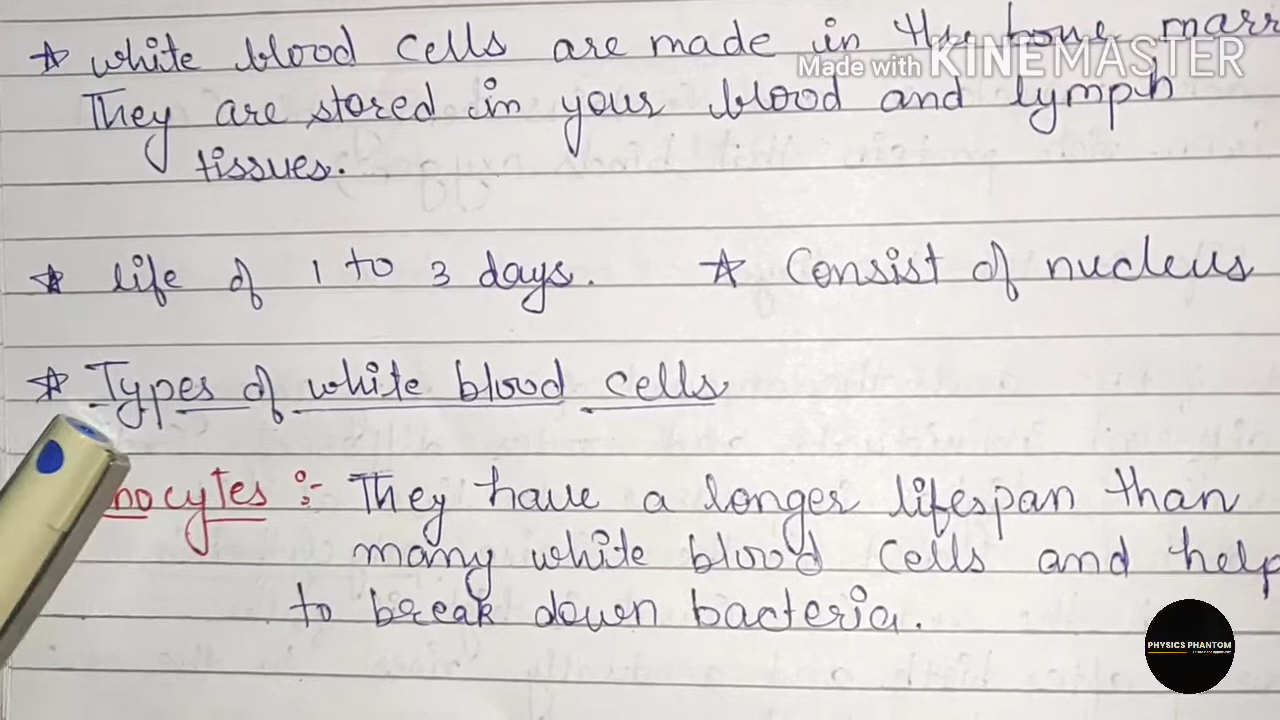 ☆ white blood cells are made in the bone marr
Made with KINEMASTER
They are stored in your blood and lymph
tissues.
☆ life of 1 to 3 days. ☆ Consist of nucleus
☆ Types of white blood cells
nocytes :- They have a longer lifespan than
many white blood cells and help
to break down bacteria.
PHYSICS PHANTOM